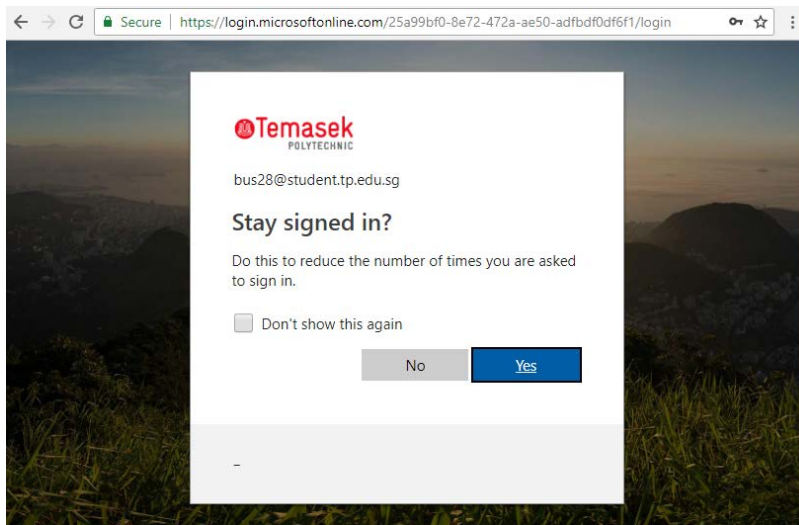 Secure | https://login.microsoftonline.com/25a99bf0-8e72-472a-ae50-adfbdf0df6f1/login
Temasek
POLYTECHNIC
bus28@student.tp.edu.sg
Stay signed in?
Do this to reduce the number of times you are asked
to sign in.
Don't show this again
No Yes